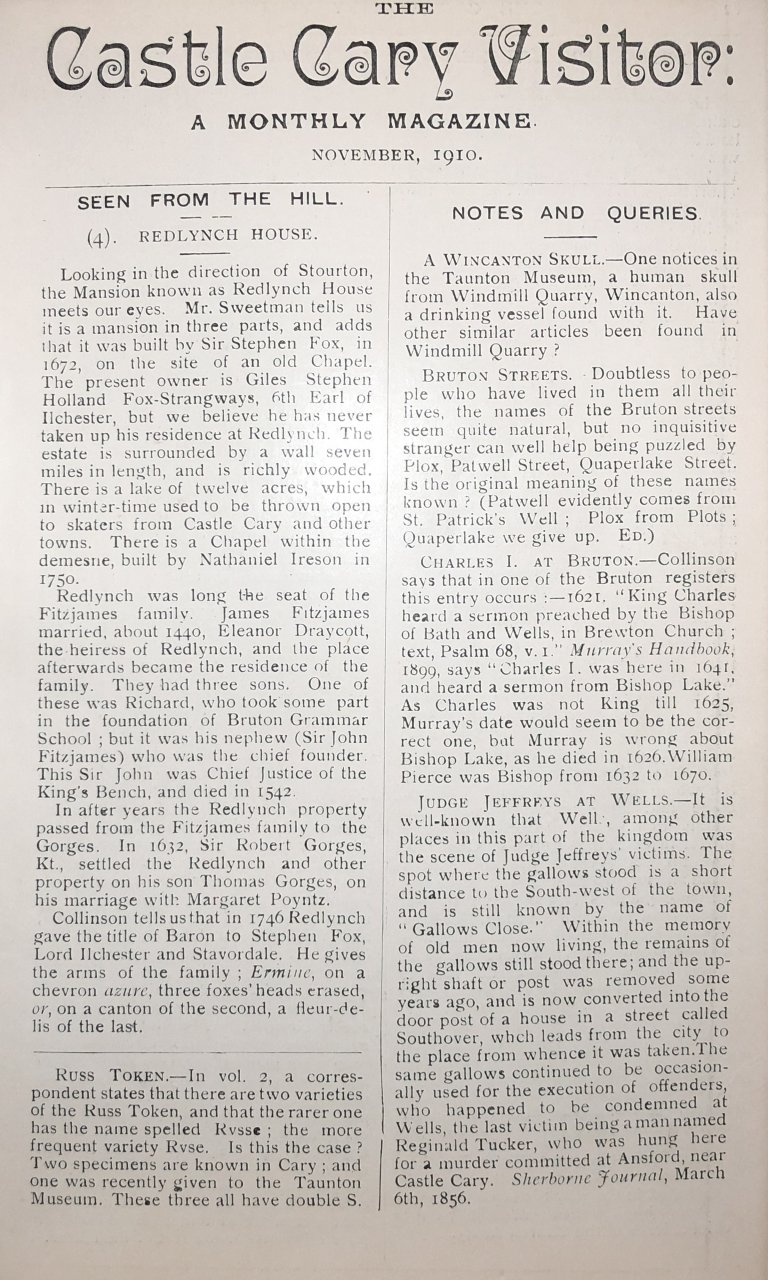 THE
Castle Cary Visitor:
A MONTHLY MAGAZINE.
NOVEMBER, 1910.
SEEN FROM THE HILL.
(4). REDLYNCH HOUSE.
Looking in the direction of Stourton,
the Mansion known as Redlynch House
meets our eyes. Mr. Sweetman tells us
it is a mansion in three parts, and adds
that it was built by Sir Stephen Fox, in
1672, on the site of an old Chapel.
The present owner is Giles Stephen
Holland Fox-Strangways, 6th Earl of
Ilchester, but we believe he has never
taken up his residence at Redlynch. The
estate is surrounded by a wall seven
miles in length, and is richly wooded.
There is a lake of twelve acres, which
in winter-time used to be thrown open
to skaters from Castle Cary and other
towns. There is a Chapel within the
demesne, built by Nathaniel Ireson in
1750.
Redlynch was long the seat of the
Fitzjames family. James Fitzjames
married, about 1440, Eleanor Draycott,
the heiress of Redlynch, and the place
afterwards became the residence of the
family. They had three sons. One of
these was Richard, who took some part
in the foundation of Bruton Grammar
School ; but it was his nephew (Sir John
Fitzjames) who was the chief founder.
This Sir John was Chief Justice of the
King's Bench, and died in 1542.
In after years the Redlynch property
passed from the Fitzjames family to the
Gorges. In 1632, Sir Robert Gorges,
Kt., settled the Redlynch and other
property on his son Thomas Gorges, on
his marriage with Margaret Poyntz.
Collinson tells us that in 1746 Redlynch
gave the title of Baron to Stephen Fox,
Lord Ilchester and Stavordale. He gives
the arms of the family ; Ermine, on a
chevron azure, three foxes' heads erased,
or, on a canton of the second, a fleur-de-
lis of the last.
RUSS TOKEN.—In vol. 2, a corres-
pondent states that there are two varieties
of the Russ Token, and that the rarer one
has the name spelled Rvsse ; the more
frequent variety Rvse. Is this the case ?
Two specimens are known in Cary ; and
one was recently given to the Taunton
Museum. These three all have double S.
NOTES AND QUERIES.
A WINCANTON SKULL.—One notices in
the Taunton Museum, a human skull
from Windmill Quarry, Wincanton, also
a drinking vessel found with it. Have
other similar articles been found in
Windmill Quarry ?
BRUTON STREETS. - Doubtless to peo-
ple who have lived in them all their
lives, the names of the Bruton streets
seem quite natural, but no inquisitive
stranger can well help being puzzled by
Plox, Patwell Street, Quaperlake Street.
Is the original meaning of these names
known ? (Patwell evidently comes from
St. Patrick's Well ; Plox from Plots ;
Quaperlake we give up. ED.)
CHARLES I. AT BRUTON.—Collinson
says that in one of the Bruton registers
this entry occurs :—1621. "King Charles
heard a sermon preached by the Bishop
of Bath and Wells, in Brewton Church ;
text, Psalm 68, v. 1." Murray's Handbook,
1899, says "Charles I. was here in 1641,
and heard a sermon from Bishop Lake."
As Charles was not King till 1625,
Murray's date would seem to be the cor-
rect one, but Murray is wrong about
Bishop Lake, as he died in 1626.William
Pierce was Bishop from 1632 to 1670.
JUDGE JEFFREYS AT WELLS.—It is
well-known that Well, among other
places in this part of the kingdom was
the scene of Judge Jeffreys' victims. The
spot where the gallows stood is a short
distance to the South-west of the town,
and is still known by the name of
"Gallows Close." Within the memory
of old men now living, the remains of
the gallows still stood there; and the up-
right shaft or post was removed some
years ago, and is now converted into the
door post of a house in a street called
Southover, whch leads from the city to
the place from whence it was taken.The
same gallows continued to be occasion-
ally used for the execution of offenders,
who happened to be condemned at
Wells, the last victim being a man named
Reginald Tucker, who was hung here
for a murder committed at Ansford, near
Castle Cary. Sherborne Journal, March
6th, 1856.